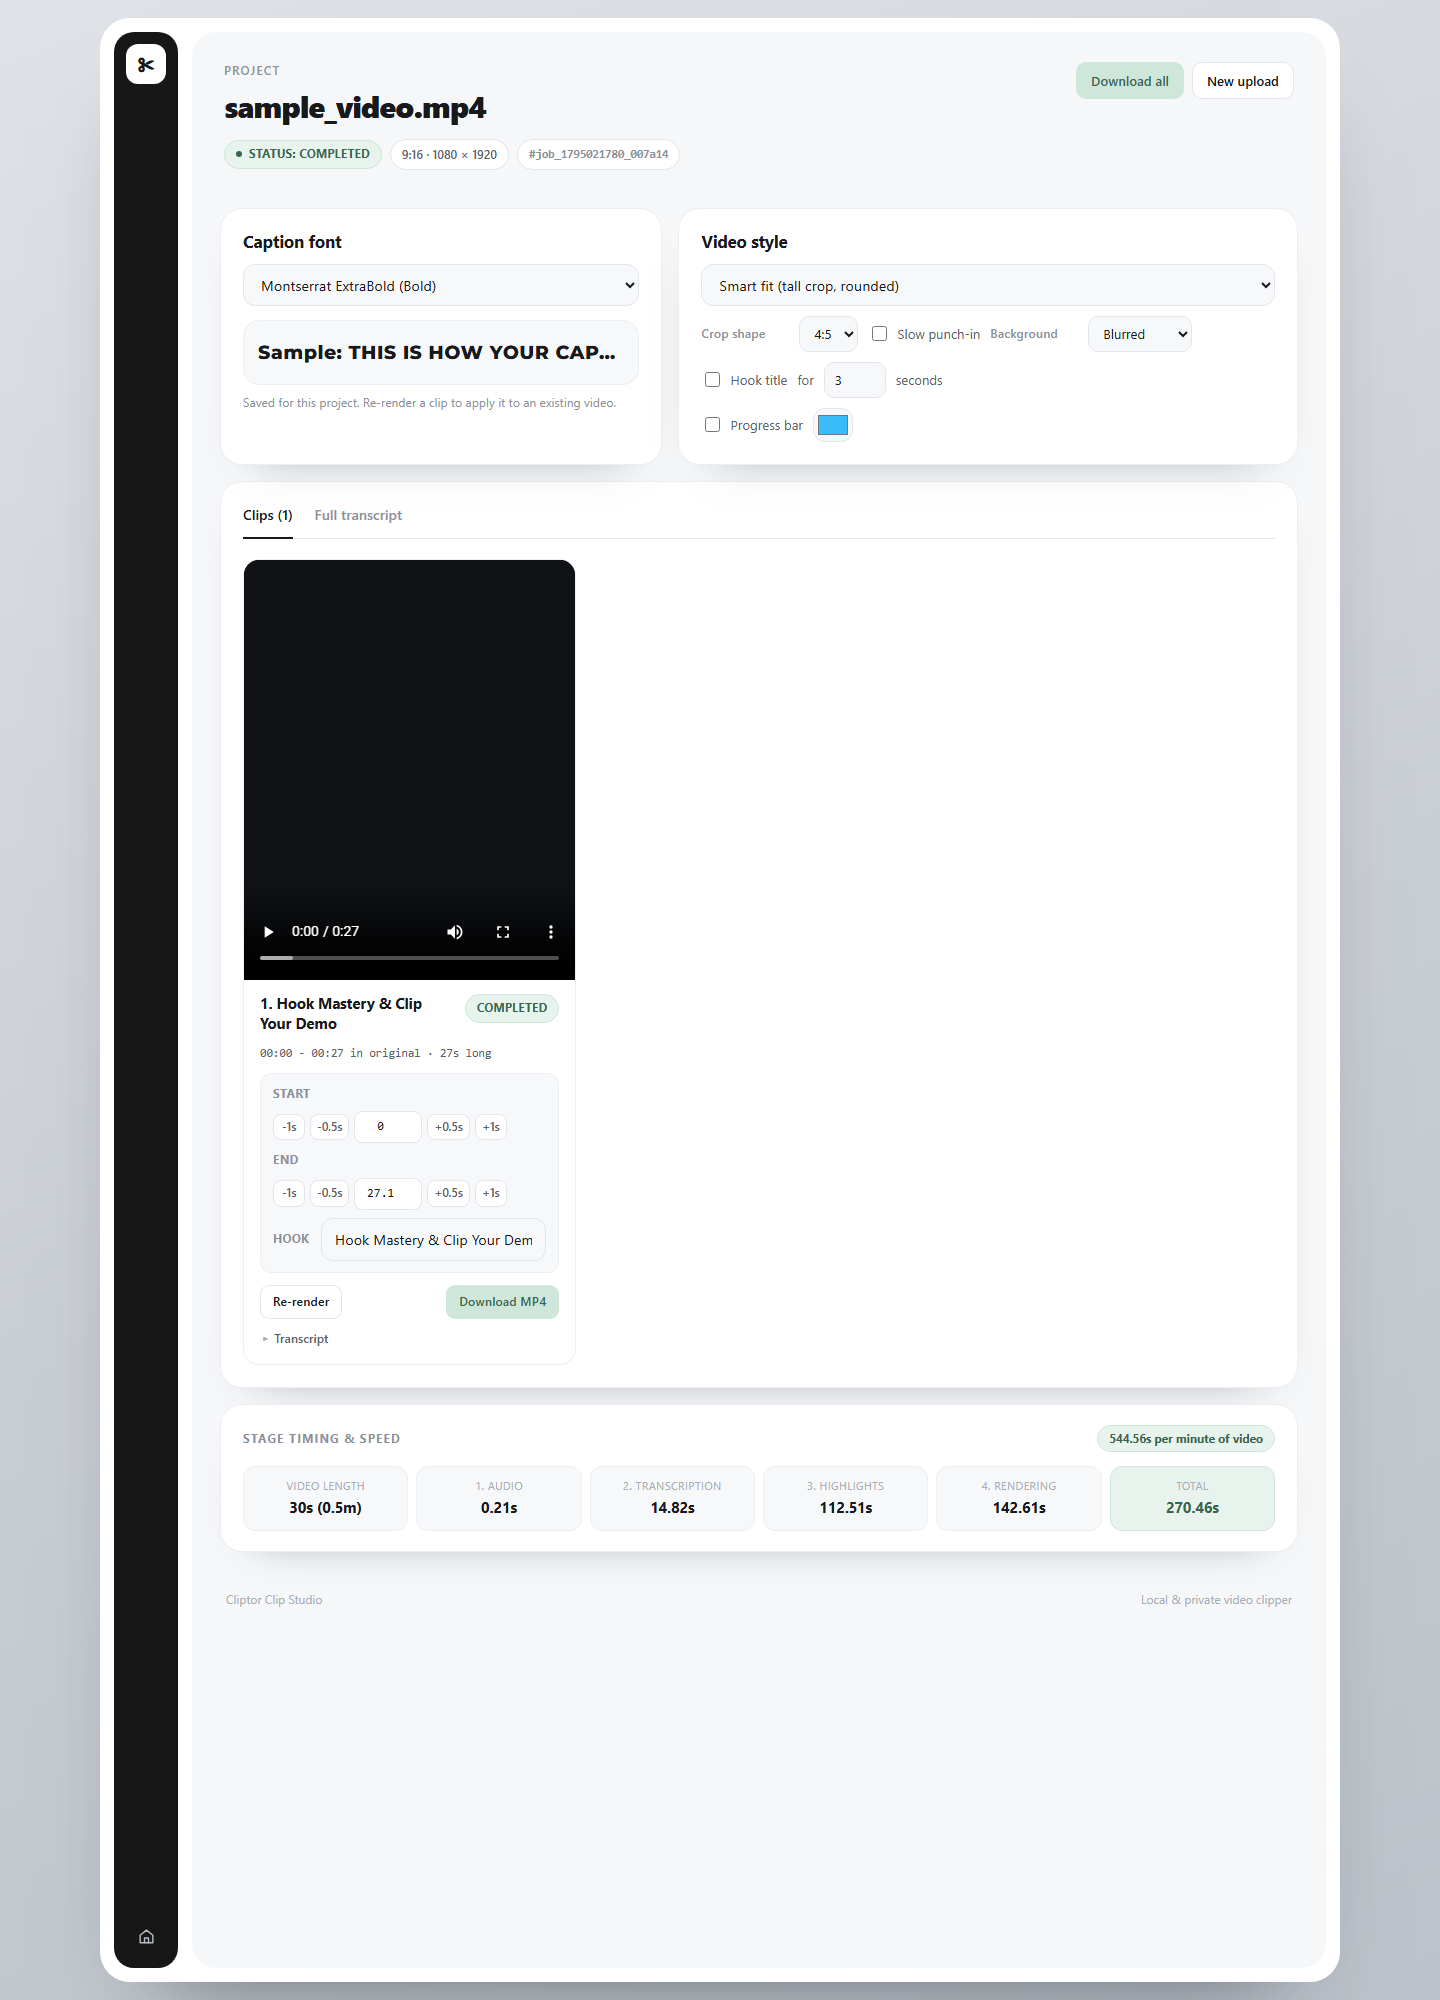 PROJECT
Download all
New upload
sample_video.mp4
STATUS: COMPLETED
9:16 · 1080 × 1920
#job_1795021780_007a14
Caption font
Montserrat ExtraBold (Bold)
Sample: THIS IS HOW YOUR CAP...
Saved for this project. Re-render a clip to apply it to an existing video.
Video style
Smart fit (tall crop, rounded)
Crop shape
4:5
Slow punch-in
Background
Blurred
Hook title for 3 seconds
Progress bar
Clips (1)
Full transcript
0:00 / 0:27
1. Hook Mastery & Clip
Your Demo
COMPLETED
00:00 - 00:27 in original · 27s long
START
-1s
-0.5s
0
+0.5s
+1s
END
-1s
-0.5s
27.1
+0.5s
+1s
HOOK
Hook Mastery & Clip Your Dem
Re-render
Download MP4
Transcript
STAGE TIMING & SPEED
544.56s per minute of video
VIDEO LENGTH
30s (0.5m)
1. AUDIO
0.21s
2. TRANSCRIPTION
14.82s
3. HIGHLIGHTS
112.51s
4. RENDERING
142.61s
TOTAL
270.46s
Cliptor Clip Studio
Local & private video clipper